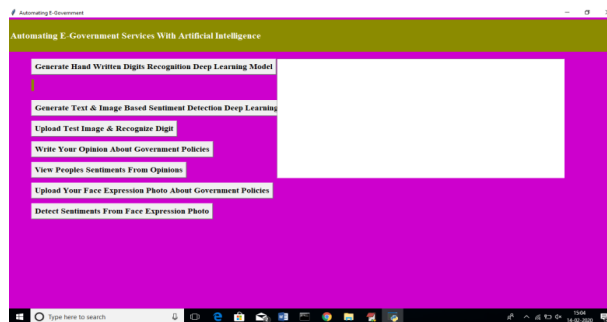 Automating E-Government
Automating E-Government Services With Artificial Intelligence
Generate Hand Written Digits Recognition Deep Learning Model
Generate Text & Image Based Sentiment Detection Deep Learning
Upload Test Image & Recognize Digit
Write Your Opinion About Government Policies
View Peoples Sentiments From Opinions
Upload Your Face Expression Photo About Government Policies
Detect Sentiments From Face Expression Photo
Type here to search
15:04
14-02-2020